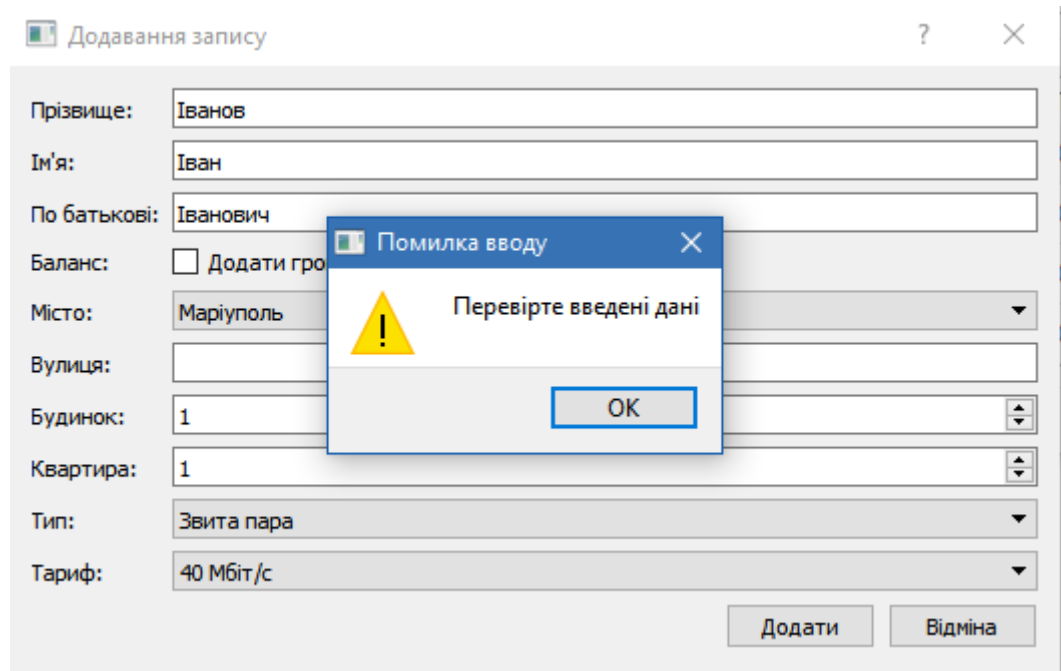 Додавання запису
?
Прізвище: Іванов
Ім'я: Іван
По батькові: Іванович
Помилка вводу
Баланс: Додати гро
Перевірте введені дані
Місто: Маріуполь
Вулиця:
OK
Будинок: 1
Квартира: 1
Тип: Звита пара
Тариф: 40 Мбіт/с
Додати Відміна